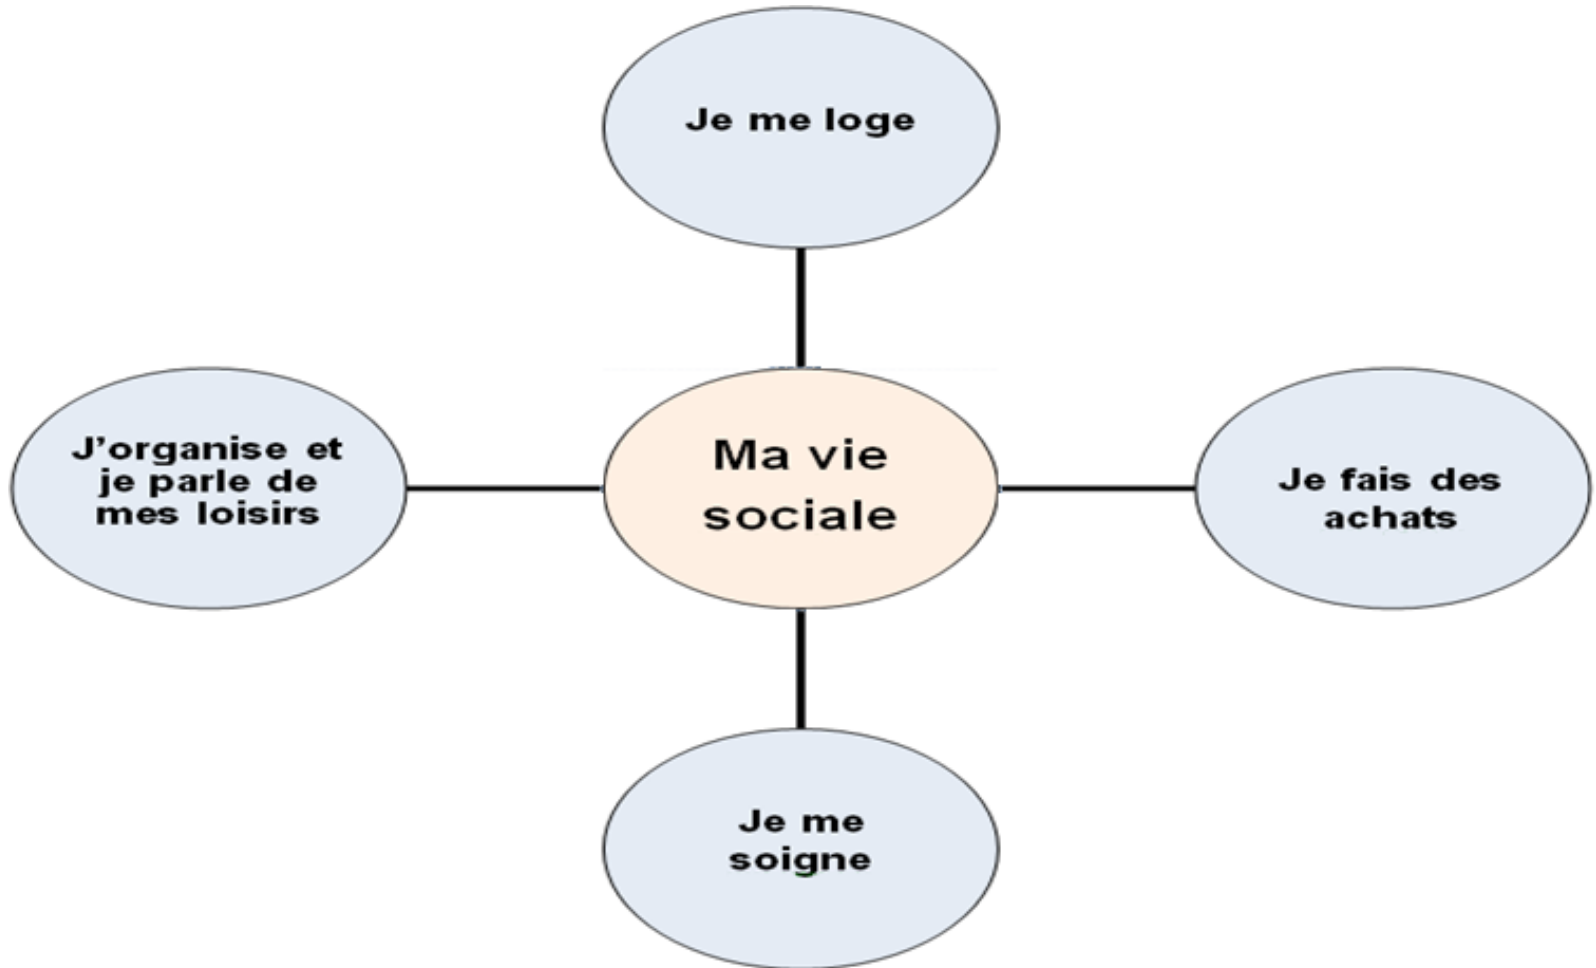 Je me loge
J'organise et
je parle de
mes loisirs
Ma vie
sociale
Je fais des
achats
Je me
soigne